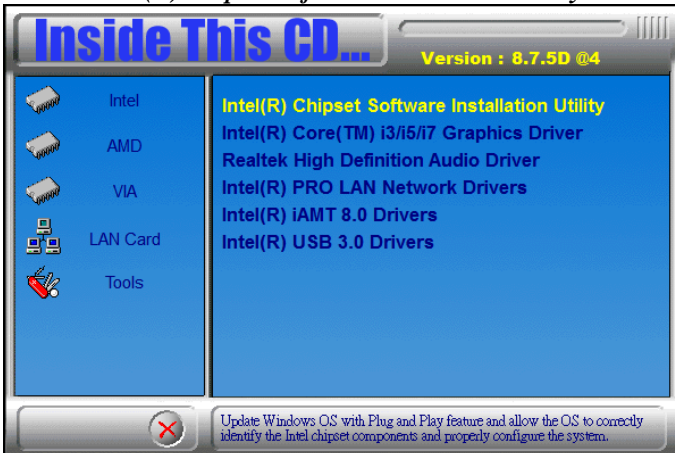 Inside This CD...
Version : 8.7.5D @4
Intel
AMD
VIA
LAN Card
Tools
Intel(R) Chipset Software Installation Utility
Intel(R) Core(TM) i3/i5/i7 Graphics Driver
Realtek High Definition Audio Driver
Intel(R) PRO LAN Network Drivers
Intel(R) iAMT 8.0 Drivers
Intel(R) USB 3.0 Drivers
Update Windows OS with Plug and Play feature and allow the OS to correctly
identify the Intel chipset components and properly configure the system.